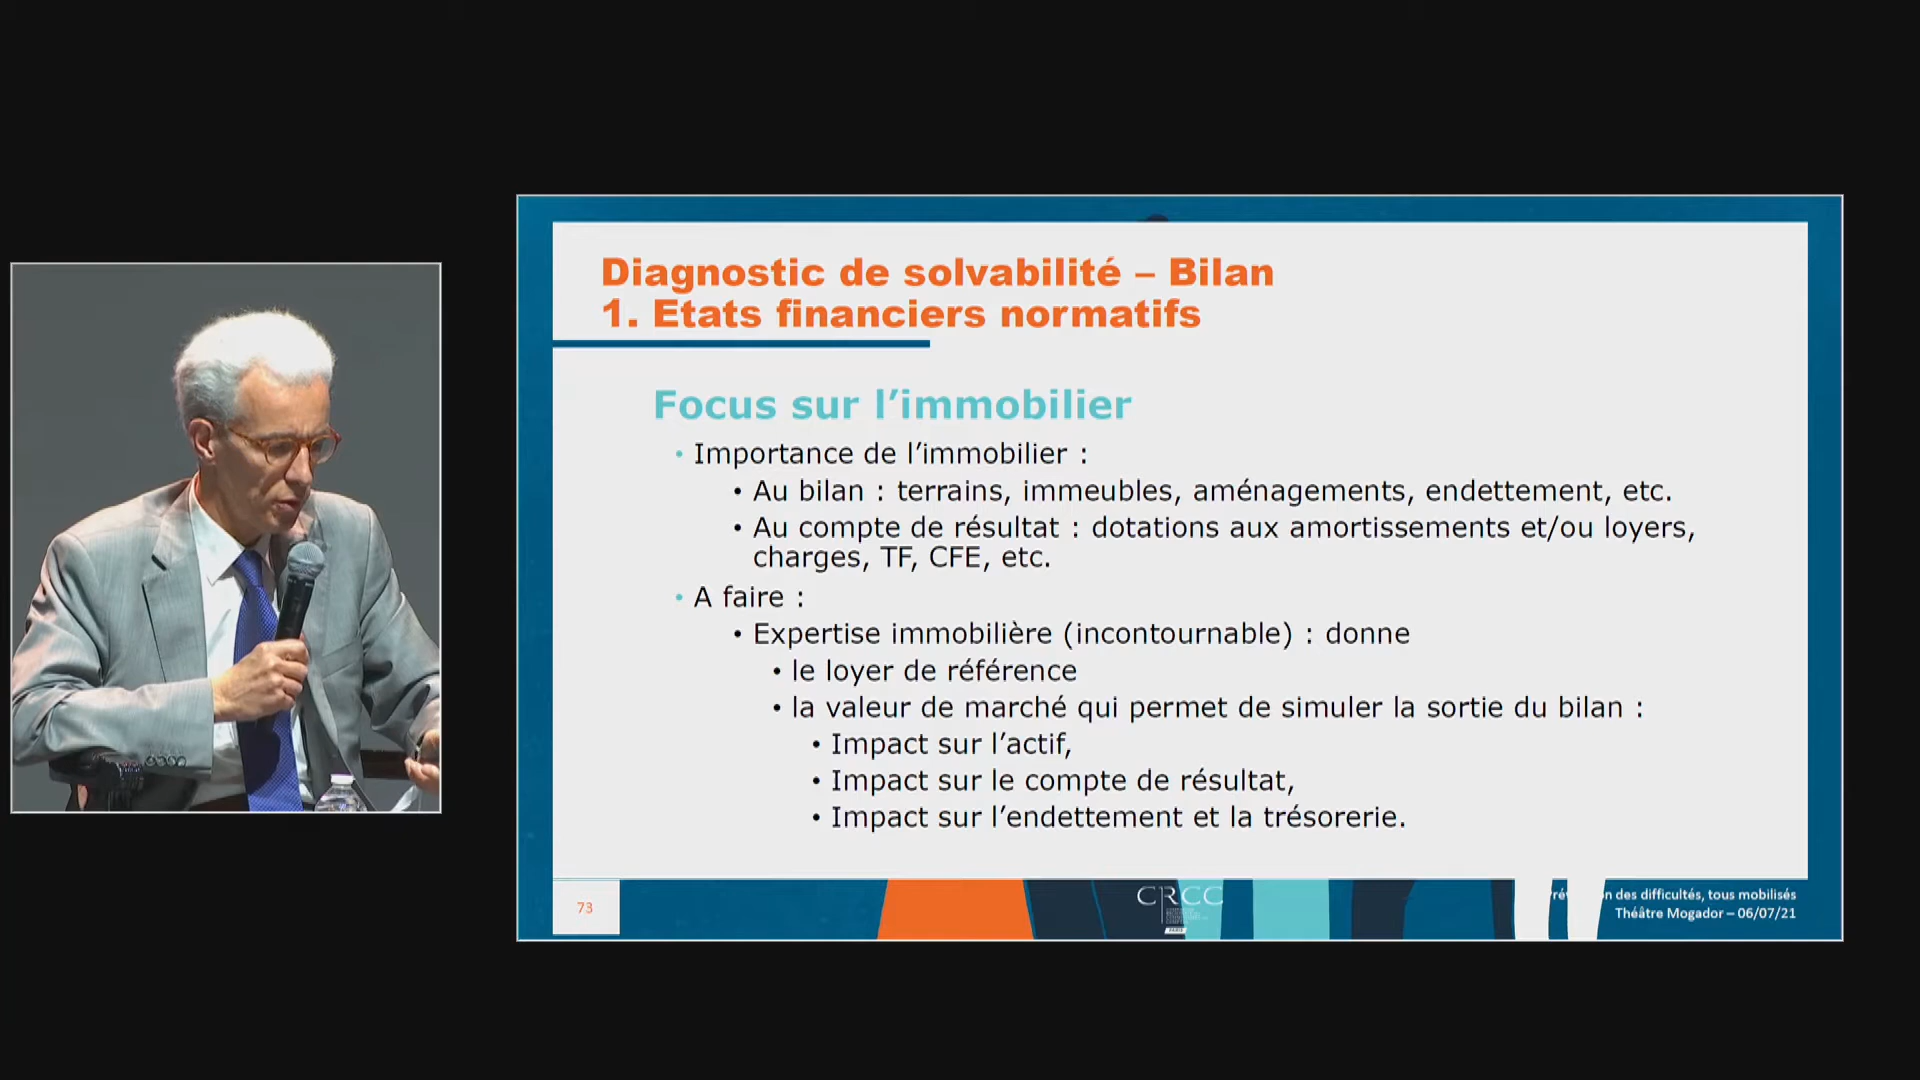 Diagnostic de solvabilité – Bilan
1. Etats financiers normatifs
Focus sur l’immobilier
• Importance de l’immobilier :
• Au bilan : terrains, immeubles, aménagements, endettement, etc.
• Au compte de résultat : dotations aux amortissements et/ou loyers,
charges, TF, CFE, etc.
• A faire :
• Expertise immobilière (incontournable) : donne
• le loyer de référence
• la valeur de marché qui permet de simuler la sortie du bilan :
• Impact sur l’actif,
• Impact sur le compte de résultat,
• Impact sur l’endettement et la trésorerie.
73
CRCC
PARIS
des difficultés, tous mobilisés
Théâtre Mogador – 06/07/21